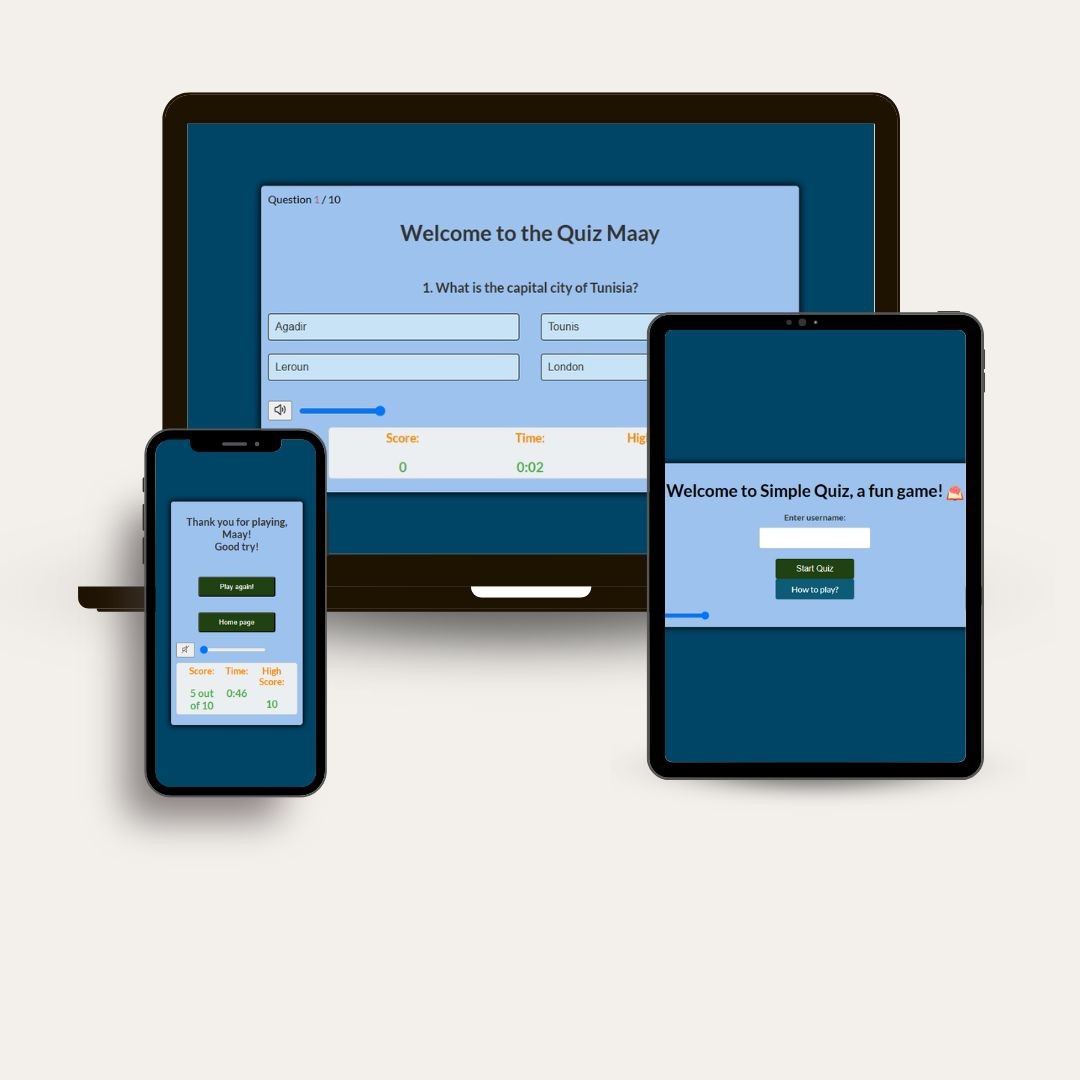 Question 1 / 10
Welcome to the Quiz Maay
1. What is the capital city of Tunisia?
Agadir
Tounis
Leroun
London
Score:
Time:
0
0:02
Thank you for playing,
Maay!
Good try!
Play again!
Home page
Score:
Time:
High
Score:
5 out
of 10
0:46
10
Welcome to Simple Quiz, a fun game!
Enter username:
Start Quiz
How to play?